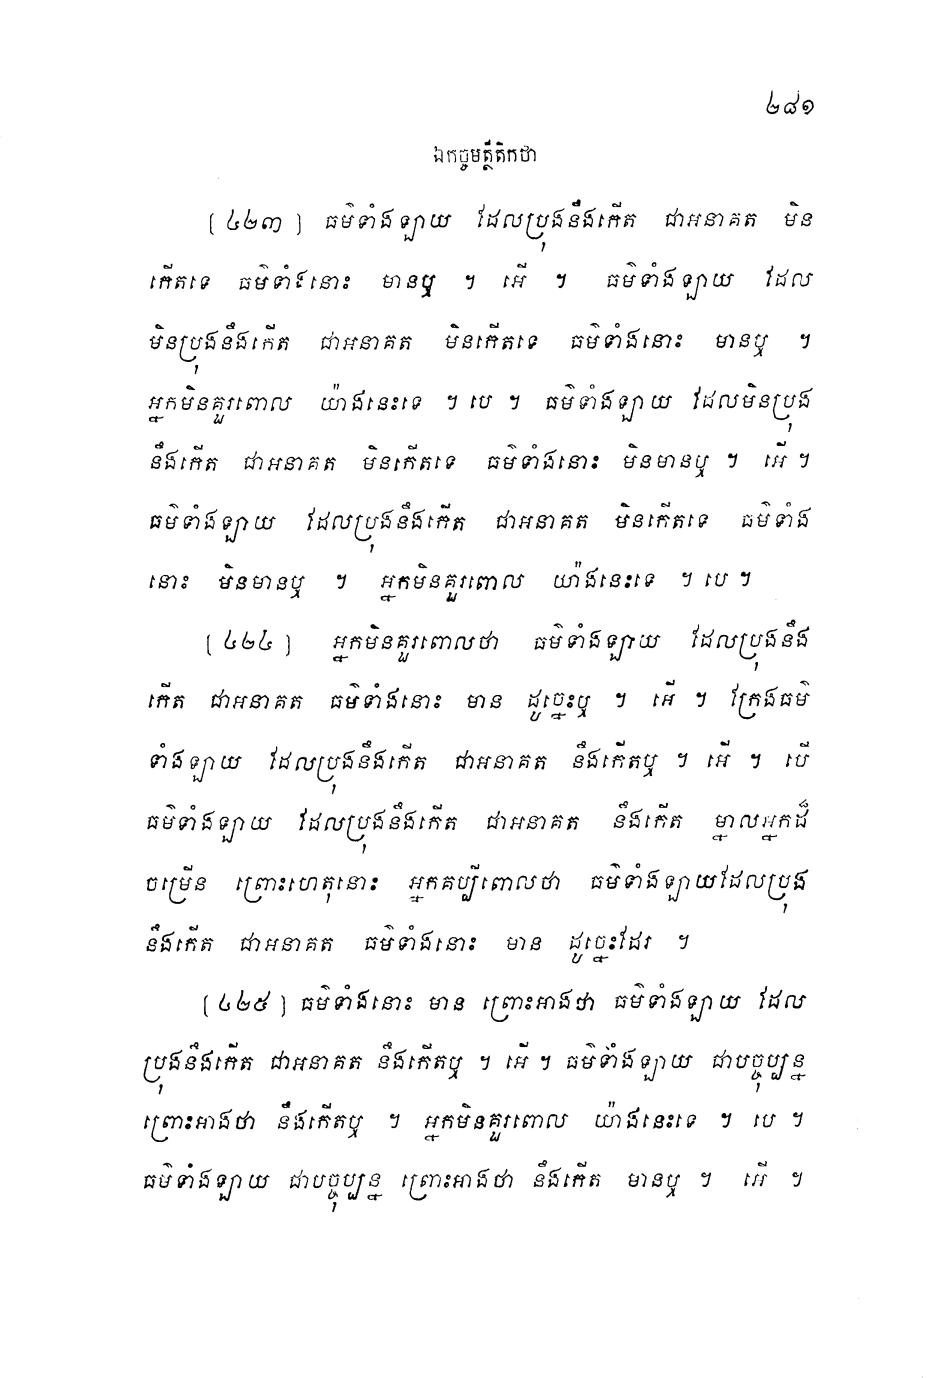 ២៨១
ឯកច្ចមត្ថីតិកថា
[ ៤២៣ ] ធម៌ទាំងឡាយ ដែលប្រុងនឹងកើត ជាអនាគត មិន
កើតទេ ធម៌ទាំងនោះ មានឬ ។ អើ ។ ធម៌ទាំងឡាយ ដែល
មិនប្រុងនឹងកើត ជាអនាគត មិនកើតទេ ធម៌ទាំងនោះ មានឬ ។
អ្នកមិនគួរពោល យ៉ាងនេះទេ ។ បេ ។ ធម៌ទាំងឡាយ ដែលមិនប្រុង
នឹងកើត ជាអនាគត មិនកើតទេ ធម៌ទាំងនោះ មិនមានឬ ។ អើ ។
ធម៌ទាំងឡាយ ដែលប្រុងនឹងកើត ជាអនាគត មិនកើតទេ ធម៌ទាំង
នោះ មិនមានឬ ។ អ្នកមិនគួរពោល យ៉ាងនេះទេ ។ បេ ។
[ ៤២៤ ] អ្នកមិនគួរពោលថា ធម៌ទាំងឡាយ ដែលប្រុងនឹង
កើត ជាអនាគត ធម៌ទាំងនោះ មាន ដូច្នេះឬ ។ អើ ។ ក្រែងធម៌
ទាំងឡាយ ដែលប្រុងនឹងកើត ជាអនាគត នឹងកើតឬ ។ អើ ។ បើ
ធម៌ទាំងឡាយ ដែលប្រុងនឹងកើត ជាអនាគត នឹងកើត ម្នាលអ្នកដ៏
ចម្រើន ព្រោះហេតុនោះ អ្នកគប្បីពោលថា ធម៌ទាំងឡាយដែលប្រុង
នឹងកើត ជាអនាគត ធម៌ទាំងនោះ មាន ដូច្នេះដែរ ។
[ ៤២៥ ] ធម៌ទាំងនោះ មាន ព្រោះអាងថា ធម៌ទាំងឡាយ ដែល
ប្រុងនឹងកើត ជាអនាគត នឹងកើតឬ ។ អើ ។ ធម៌ទាំងឡាយ ជាបច្ចុប្បន្ន
ព្រោះអាងថា នឹងកើតឬ ។ អ្នកមិនគួរពោល យ៉ាងនេះទេ ។ បេ ។
ធម៌ទាំងឡាយ ជាបច្ចុប្បន្ន ព្រោះអាងថា នឹងកើត មានឬ ។ អើ ។